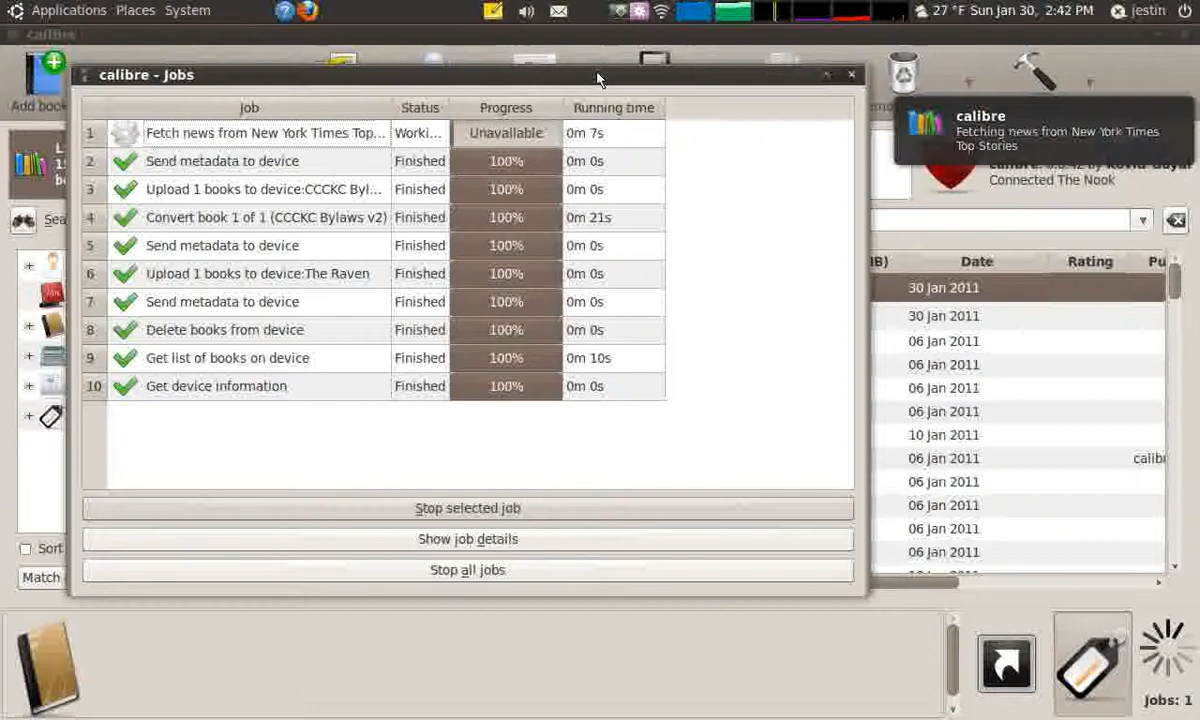 Applications Places System
27 °F Sun Jan 30, 2:42 PM
jestin
calibre
Add book
calibre - Jobs
Job Status Progress Running time
1 Fetch news from New York Times Top... Worki... Unavailable 0m 7s
2 Send metadata to device Finished 100% 0m 0s
3 Upload 1 books to device:CCCKC Byl... Finished 100% 0m 0s
4 Convert book 1 of 1 (CCCKC Bylaws v2) Finished 100% 0m 21s
5 Send metadata to device Finished 100% 0m 0s
6 Upload 1 books to device:The Raven Finished 100% 0m 0s
7 Send metadata to device Finished 100% 0m 0s
8 Delete books from device Finished 100% 0m 0s
9 Get list of books on device Finished 100% 0m 10s
10 Get device information Finished 100% 0m 0s
Stop selected job
Show job details
Stop all jobs
calibre
Fetching news from New York Times
Top Stories
Connected The Nook
Sea
Date Rating Pu
30 Jan 2011
30 Jan 2011
06 Jan 2011
06 Jan 2011
06 Jan 2011
06 Jan 2011
10 Jan 2011
06 Jan 2011 calib
06 Jan 2011
06 Jan 2011
06 Jan 2011
06 Jan 2011
Sort
Match
Jobs: 1